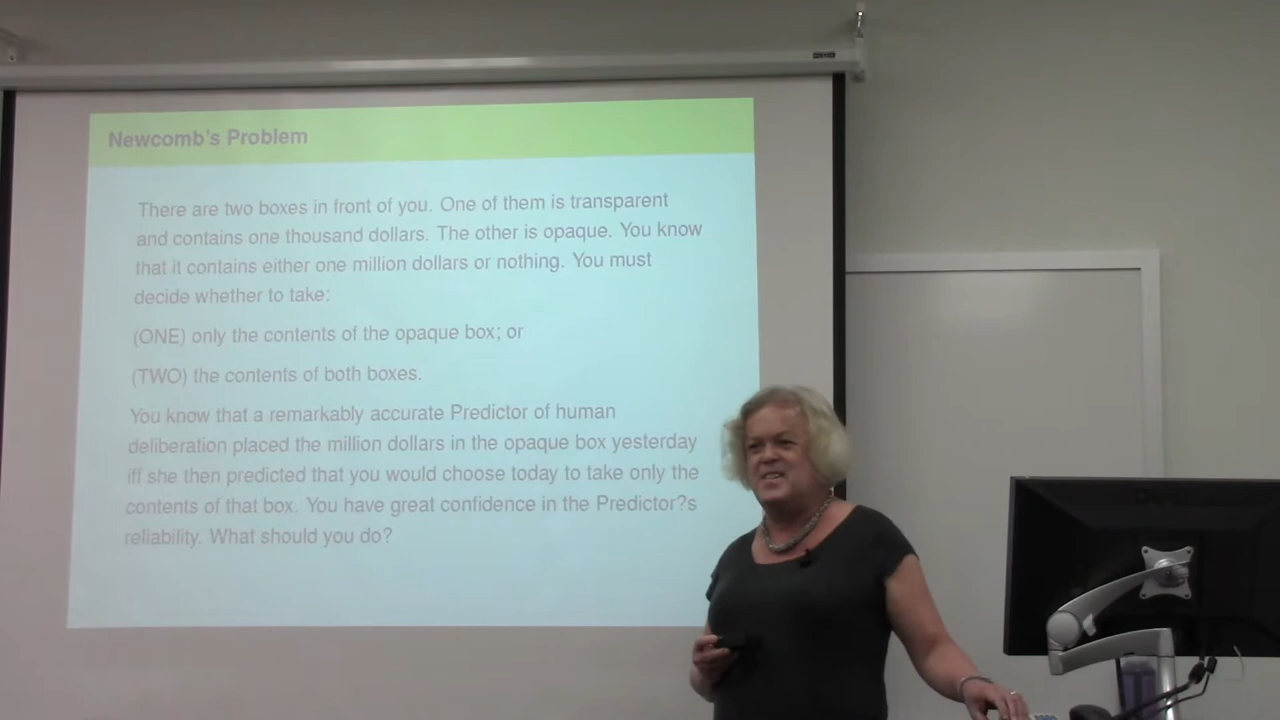 Newcomb's Problem
There are two boxes in front of you. One of them is transparent
and contains one thousand dollars. The other is opaque. You know
that it contains either one million dollars or nothing. You must
decide whether to take:
(ONE) only the contents of the opaque box; or
(TWO) the contents of both boxes.
You know that a remarkably accurate Predictor of human
deliberation placed the million dollars in the opaque box yesterday
iff she then predicted that you would choose today to take only the
contents of that box. You have great confidence in the Predictor?s
reliability. What should you do?